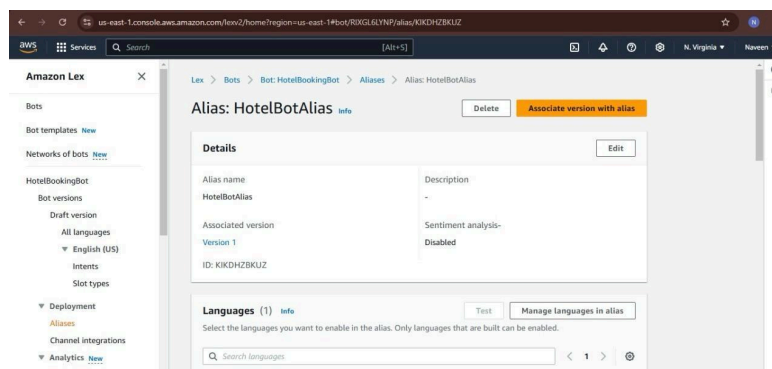 us-east-1.console.aws.amazon.com/lexv2/home?region=us-east-1#bot/RIXGL6LYNP/alias/KIKDHZBKUZ
N
aws Services Search [Alt+S] N. Virginia Naveen
Amazon Lex
Bots
Bot templates New
Networks of bots New
HotelBookingBot
Bot versions
Draft version
All languages
English (US)
Intents
Slot types
Deployment
Aliases
Channel integrations
Analytics New
Lex > Bots > Bot: HotelBookingBot > Aliases > Alias: HotelBotAlias
Alias: HotelBotAlias Info Delete Associate version with alias
Details Edit
Alias name Description
HotelBotAlias -
Associated version Sentiment analysis-
Version 1 Disabled
ID: KIKDHZBKUZ
Languages (1) Info Test Manage languages in alias
Select the languages you want to enable in the alias. Only languages that are built can be enabled.
Search languages 1